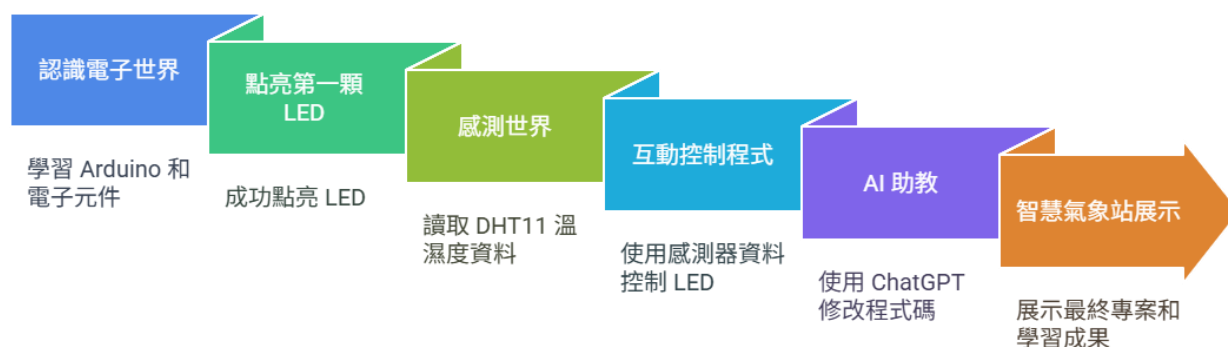 認識電子世界
學習 Arduino 和
電子元件
點亮第一顆
LED
成功點亮 LED
感測世界
讀取 DHT11 溫
濕度資料
互動控制程式
使用感測器資料
控制 LED
AI 助教
使用 ChatGPT
修改程式碼
智慧氣象站展示
展示最終專案和
學習成果